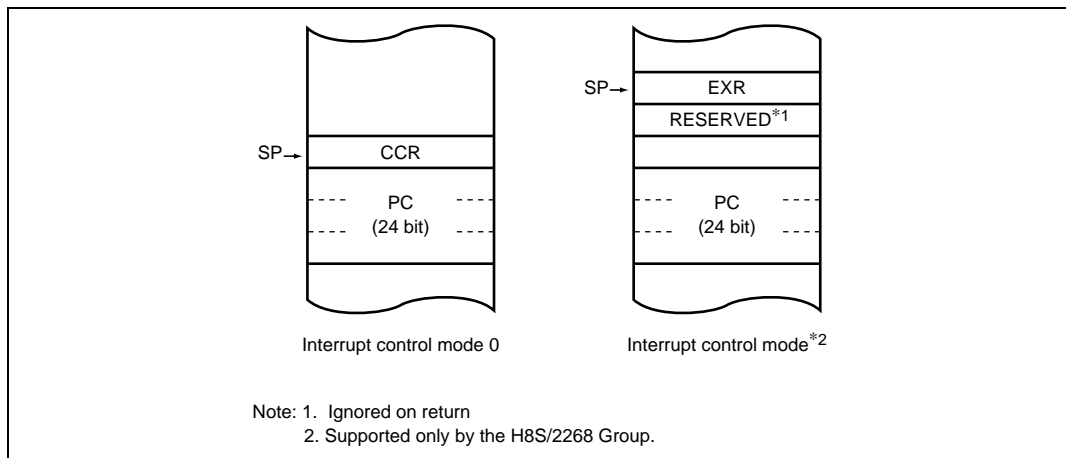 SP→ EXR
RESERVED*1
SP→ CCR
PC
(24 bit)
PC
(24 bit)
Interrupt control mode 0
Interrupt control mode*2
Note: 1. Ignored on return
2. Supported only by the H8S/2268 Group.